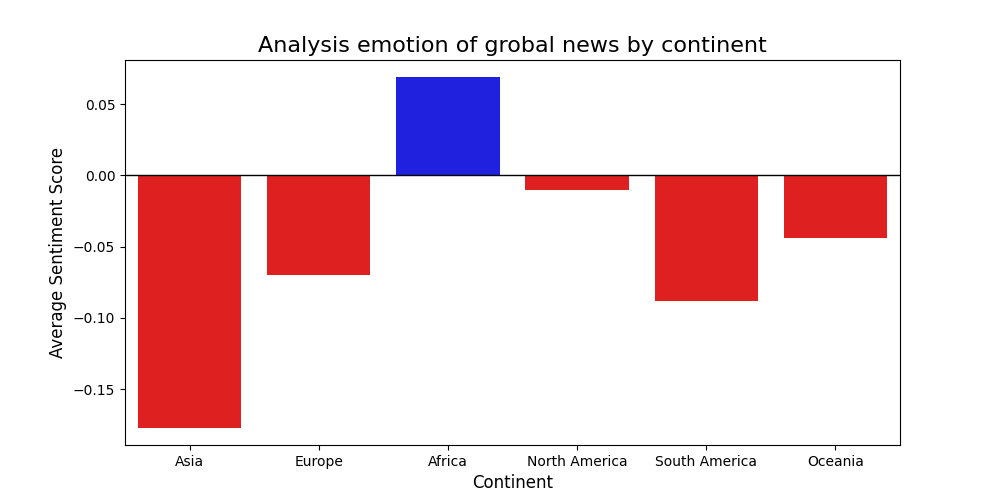 Analysis emotion of grobal news by continent
Average Sentiment Score
0.05
0.00
−0.05
−0.10
−0.15
Asia Europe Africa North America South America Oceania
Continent